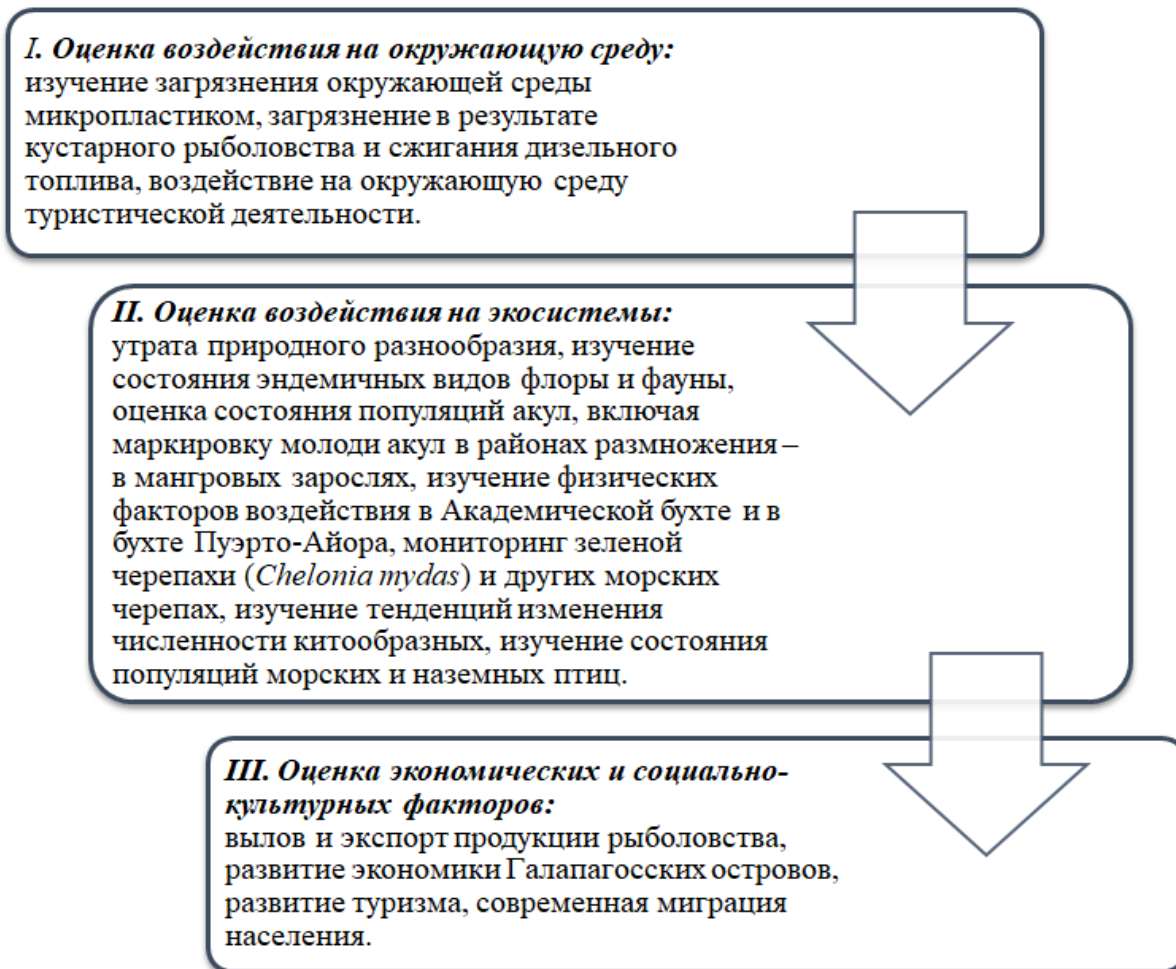 I. Оценка воздействия на окружающую среду:
изучение загрязнения окружающей среды
микропластиком, загрязнение в результате
кустарного рыболовства и сжигания дизельного
топлива, воздействие на окружающую среду
туристической деятельности.
II. Оценка воздействия на экосистемы:
утрата природного разнообразия, изучение
состояния эндемичных видов флоры и фауны,
оценка состояния популяций акул, включая
маркировку молоди акул в районах размножения –
в мангровых зарослях, изучение физических
факторов воздействия в Академической бухте и в
бухте Пуэрто-Айора, мониторинг зеленой
черепахи (Chelonia mydas) и других морских
черепах, изучение тенденций изменения
численности китообразных, изучение состояния
популяций морских и наземных птиц.
III. Оценка экономических и социально-
культурных факторов:
вылов и экспорт продукции рыболовства,
развитие экономики Галапагосских островов,
развитие туризма, современная миграция
населения.